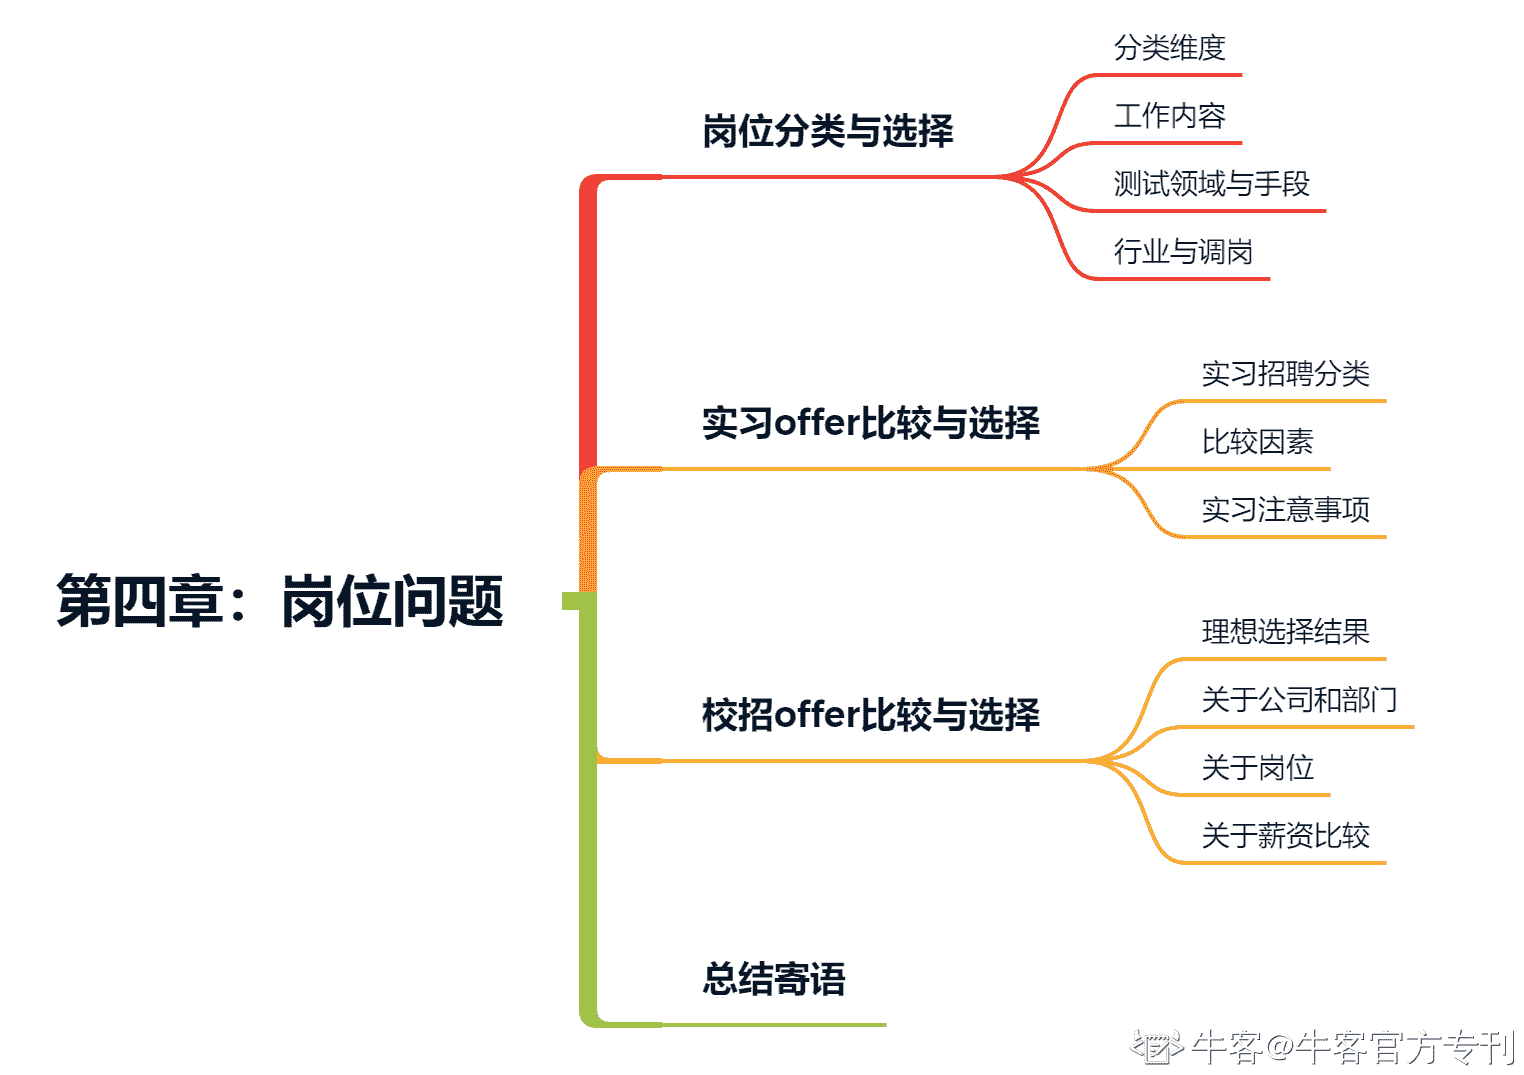 第四章：岗位问题
岗位分类与选择
分类维度
工作内容
测试领域与手段
行业与调岗
实习offer比较与选择
实习招聘分类
比较因素
实习注意事项
校招offer比较与选择
理想选择结果
关于公司和部门
关于岗位
关于薪资比较
总结寄语
牛客@牛客官方专刊